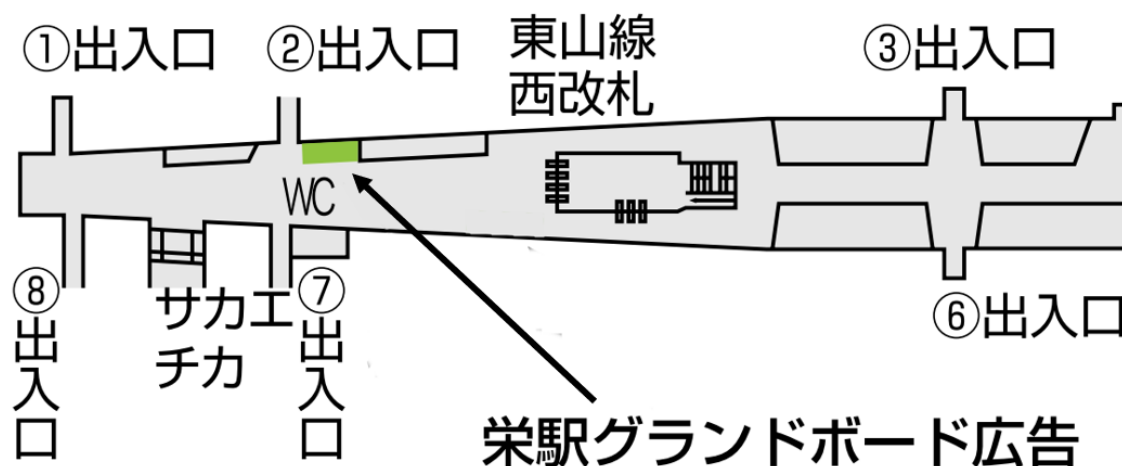 ①出入口
②出入口
東山線
西改札
③出入口
WC
⑧出入口
サカエ
チカ
⑦出入口
⑥出入口
栄駅グランドボード広告